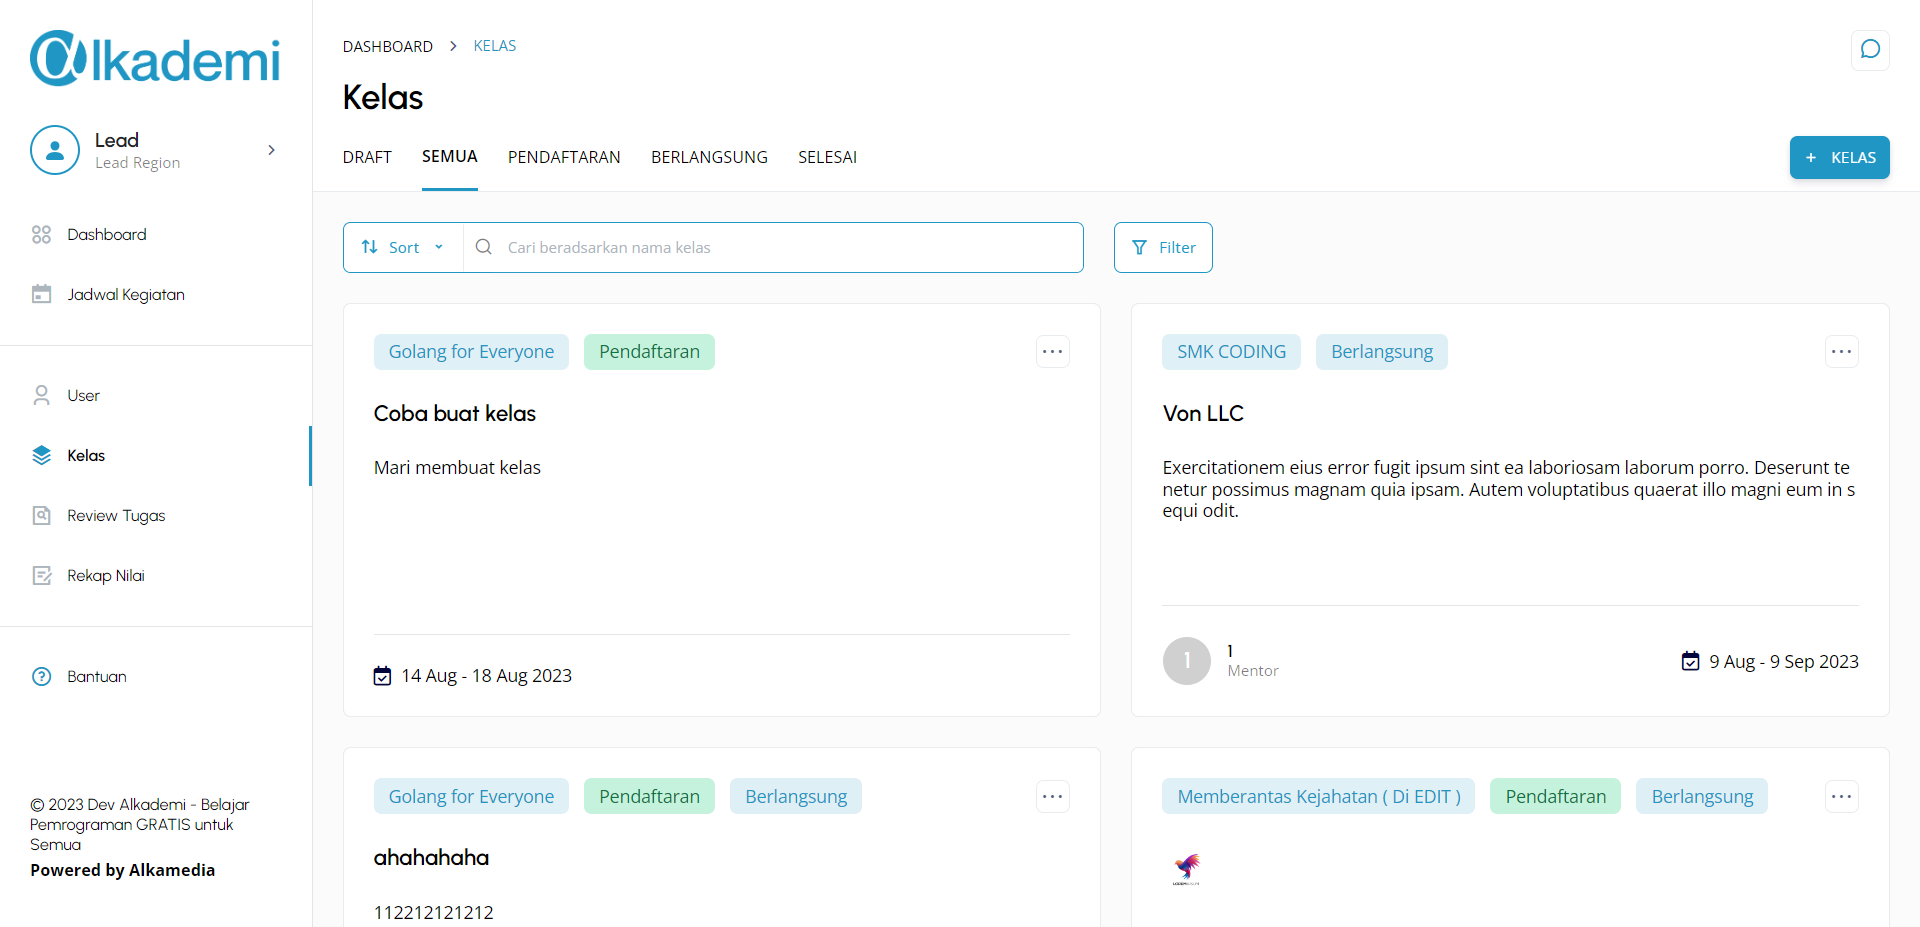 @lkademi
Lead
Lead Region
Dashboard
Jadwal Kegiatan
User
Kelas
Review Tugas
Rekap Nilai
Bantuan
© 2023 Dev Alkademi - Belajar
Pemrograman GRATIS untuk
Semua
Powered by Alkamedia
DASHBOARD > KELAS
Kelas
DRAFT SEMUA PENDAFTARAN BERLANGSUNG SELESAI
+ KELAS
Sort Cari beradsarkan nama kelas Filter
Golang for Everyone Pendaftaran
Coba buat kelas
Mari membuat kelas
14 Aug - 18 Aug 2023
SMK CODING Berlangsung
Von LLC
Exercitationem eius error fugit ipsum sint ea laboriosam laborum porro. Deserunt te
netur possimus magnam quia ipsam. Autem voluptatibus quaerat illo magni eum in s
equi odit.
1
1
Mentor
9 Aug - 9 Sep 2023
Golang for Everyone Pendaftaran Berlangsung
ahahahaha
112212121212
Memberantas Kejahatan ( Di EDIT ) Pendaftaran Berlangsung